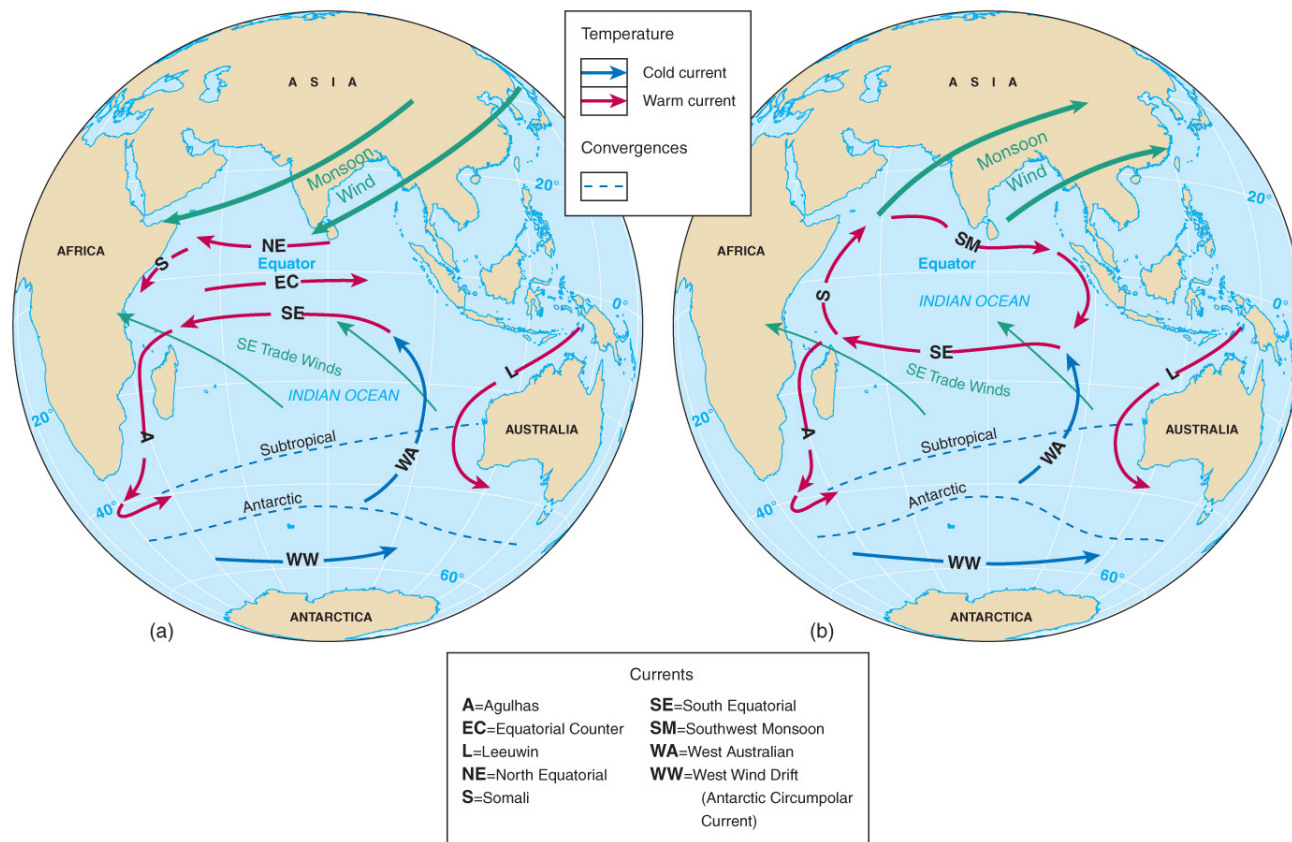 Temperature
Cold current
Warm current
Convergences
A S I A
Monsoon
Wind
20°
AFRICA
NE
S
Equator
EC
SE
0°
SE Trade Winds
INDIAN OCEAN
L
20°
A
Subtropical
WA
AUSTRALIA
40°
Antarctic
WW
60°
ANTARCTICA
(a)
A S I A
Monsoon
Wind
20°
AFRICA
SM
Equator
S
INDIAN OCEAN
0°
SE
SE Trade Winds
L
20°
A
Subtropical
WA
AUSTRALIA
40°
Antarctic
WW
60°
ANTARCTICA
(b)
Currents
A=Agulhas
EC=Equatorial Counter
L=Leeuwin
NE=North Equatorial
S=Somali
SE=South Equatorial
SM=Southwest Monsoon
WA=West Australian
WW=West Wind Drift
(Antarctic Circumpolar
Current)